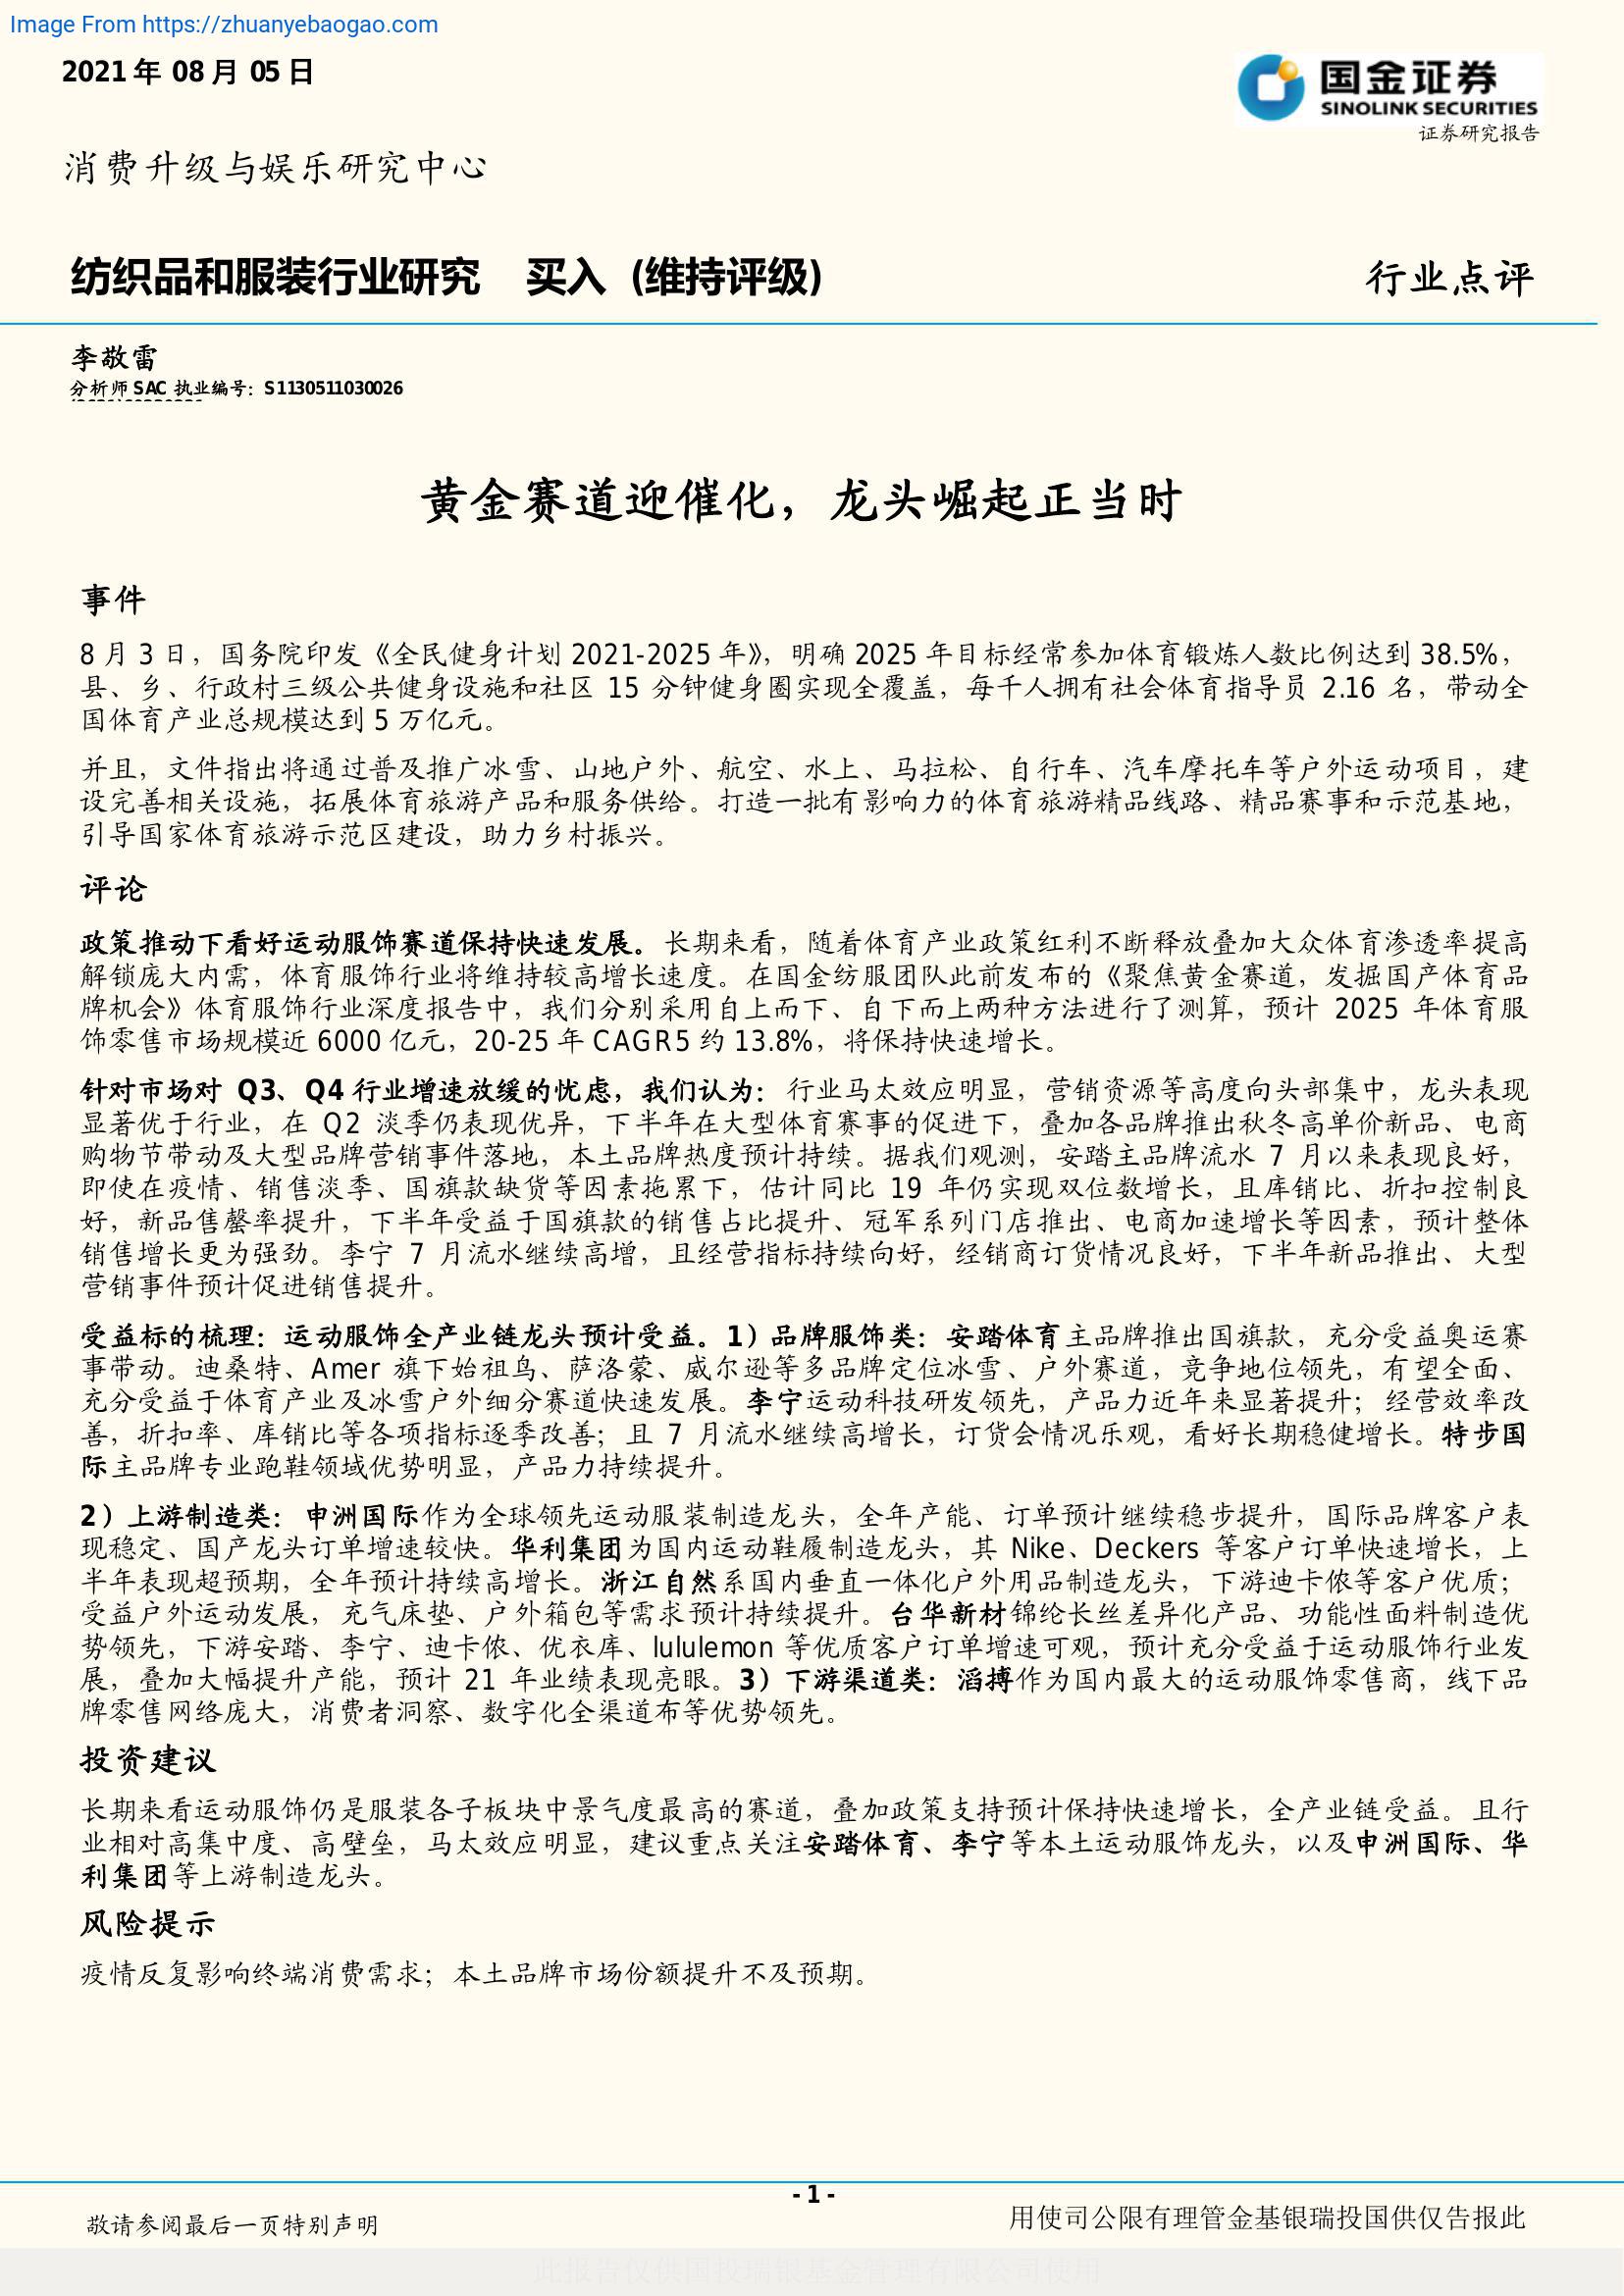 Image From https://zhuanyebaogao.com
2021 年 08 月 05 日
国金证券
SINOLINK SECURITIES
证券研究报告
消费升级与娱乐研究中心
纺织品和服装行业研究 买入 (维持评级)
行业点评
李敬雷
分析师 SAC 执业编号：S1130511030026
黄金赛道迎催化，龙头崛起正当时
事件
8 月 3 日，国务院印发《全民健身计划 2021-2025 年》，明确 2025 年目标经常参加体育锻炼人数比例达到 38.5%，
县、乡、行政村三级公共健身设施和社区 15 分钟健身圈实现全覆盖，每千人拥有社会体育指导员 2.16 名，带动全
国体育产业总规模达到 5 万亿元。
并且，文件指出将通过普及推广冰雪、山地户外、航空、水上、马拉松、自行车、汽车摩托车等户外运动项目，建
设完善相关设施，拓展体育旅游产品和服务供给。打造一批有影响力的体育旅游精品线路、精品赛事和示范基地，
引导国家体育旅游示范区建设，助力乡村振兴。
评论
政策推动下看好运动服饰赛道保持快速发展。长期来看，随着体育产业政策红利不断释放叠加大众体育渗透率提高
解锁庞大内需，体育服饰行业将维持较高增长速度。在国金纺服团队此前发布的《聚焦黄金赛道，发掘国产体育品
牌机会》体育服饰行业深度报告中，我们分别采用自上而下、自下而上两种方法进行了测算，预计 2025 年体育服
饰零售市场规模近 6000 亿元，20-25 年 CAGR5 约 13.8%，将保持快速增长。
针对市场对 Q3、Q4 行业增速放缓的忧虑，我们认为：行业马太效应明显，营销资源等高度向头部集中，龙头表现
显著优于行业，在 Q2 淡季仍表现优异，下半年在大型体育赛事的促进下，叠加各品牌推出秋冬高单价新品、电商
购物节带动及大型品牌营销事件落地，本土品牌热度预计持续。据我们观测，安踏主品牌流水 7 月以来表现良好，
即使在疫情、销售淡季、国旗款缺货等因素拖累下，估计同比 19 年仍实现双位数增长，且库销比、折扣控制良
好，新品售罄率提升，下半年受益于国旗款的销售占比提升、冠军系列门店推出、电商加速增长等因素，预计整体
销售增长更为强劲。李宁 7 月流水继续高增，且经营指标持续向好，经销商订货情况良好，下半年新品推出、大型
营销事件预计促进销售提升。
受益标的梳理：运动服饰全产业链龙头预计受益。1）品牌服饰类：安踏体育主品牌推出国旗款，充分受益奥运赛
事带动。迪桑特、Amer 旗下始祖鸟、萨洛蒙、威尔逊等多品牌定位冰雪、户外赛道，竞争地位领先，有望全面、
充分受益于体育产业及冰雪户外细分赛道快速发展。李宁运动科技研发领先，产品力近年来显著提升；经营效率改
善，折扣率、库销比等各项指标逐季改善；且 7 月流水继续高增长，订货会情况乐观，看好长期稳健增长。特步国
际主品牌专业跑鞋领域优势明显，产品力持续提升。
2）上游制造类：申洲国际作为全球领先运动服装制造龙头，全年产能、订单预计继续稳步提升，国际品牌客户表
现稳定、国产龙头订单增速较快。华利集团为国内运动鞋履制造龙头，其 Nike、Deckers 等客户订单快速增长，上
半年表现超预期，全年预计持续高增长。浙江自然系国内垂直一体化户外用品制造龙头，下游迪卡侬等客户优质；
受益户外运动发展，充气床垫、户外箱包等需求预计持续提升。台华新材锦纶长丝差异化产品、功能性面料制造优
势领先，下游安踏、李宁、迪卡侬、优衣库、lululemon 等优质客户订单增速可观，预计充分受益于运动服饰行业发
展，叠加大幅提升产能，预计 21 年业绩表现亮眼。3）下游渠道类：滔搏作为国内最大的运动服饰零售商，线下品
牌零售网络庞大，消费者洞察、数字化全渠道布等优势领先。
投资建议
长期来看运动服饰仍是服装各子板块中景气度最高的赛道，叠加政策支持预计保持快速增长，全产业链受益。且行
业相对高集中度、高壁垒，马太效应明显，建议重点关注安踏体育、李宁等本土运动服饰龙头，以及申洲国际、华
利集团等上游制造龙头。
风险提示
疫情反复影响终端消费需求；本土品牌市场份额提升不及预期。
- 1 -
敬请参阅最后一页特别声明
用使司公限有理管金基银瑞投国供仅告报此
此报告仅供国投瑞银基金管理有限公司使用